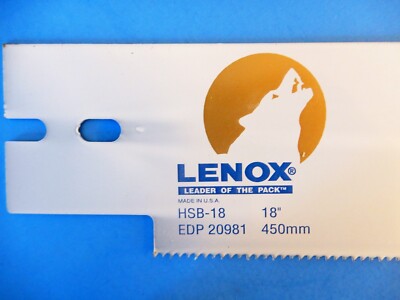 LENOX®
LEADER OF THE PACK™
MADE IN U.S.A.
HSB-18 18"
EDP 20981 450mm